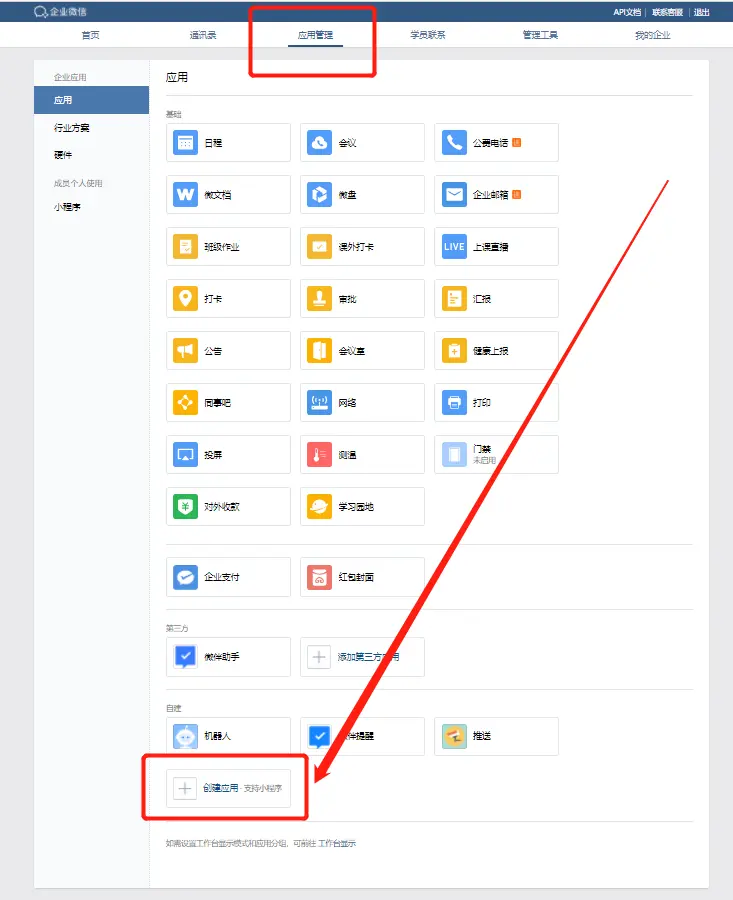 企业微信
API文档 | 联系客服 | 退出
首页 通讯录 应用管理 学员联系 管理工具 我的企业
企业应用
应用
行业方案
硬件
成员个人使用
小程序
应用
基础
日程 会议 公费电话
微文档 微盘 企业邮箱
班级作业 课外打卡 LIVE 上课直播
打卡 审批 汇报
公告 会议室 健康上报
同事吧 网络 打印
投屏 测温 门禁
未启用
对外收款 学习园地
企业支付 红包封面
第三方
微伴助手 添加第三方应用
自建
机器人 伴提醒 推送
创建应用 · 支持小程序
如需设置工作台显示模式和应用分组，可前往 工作台显示